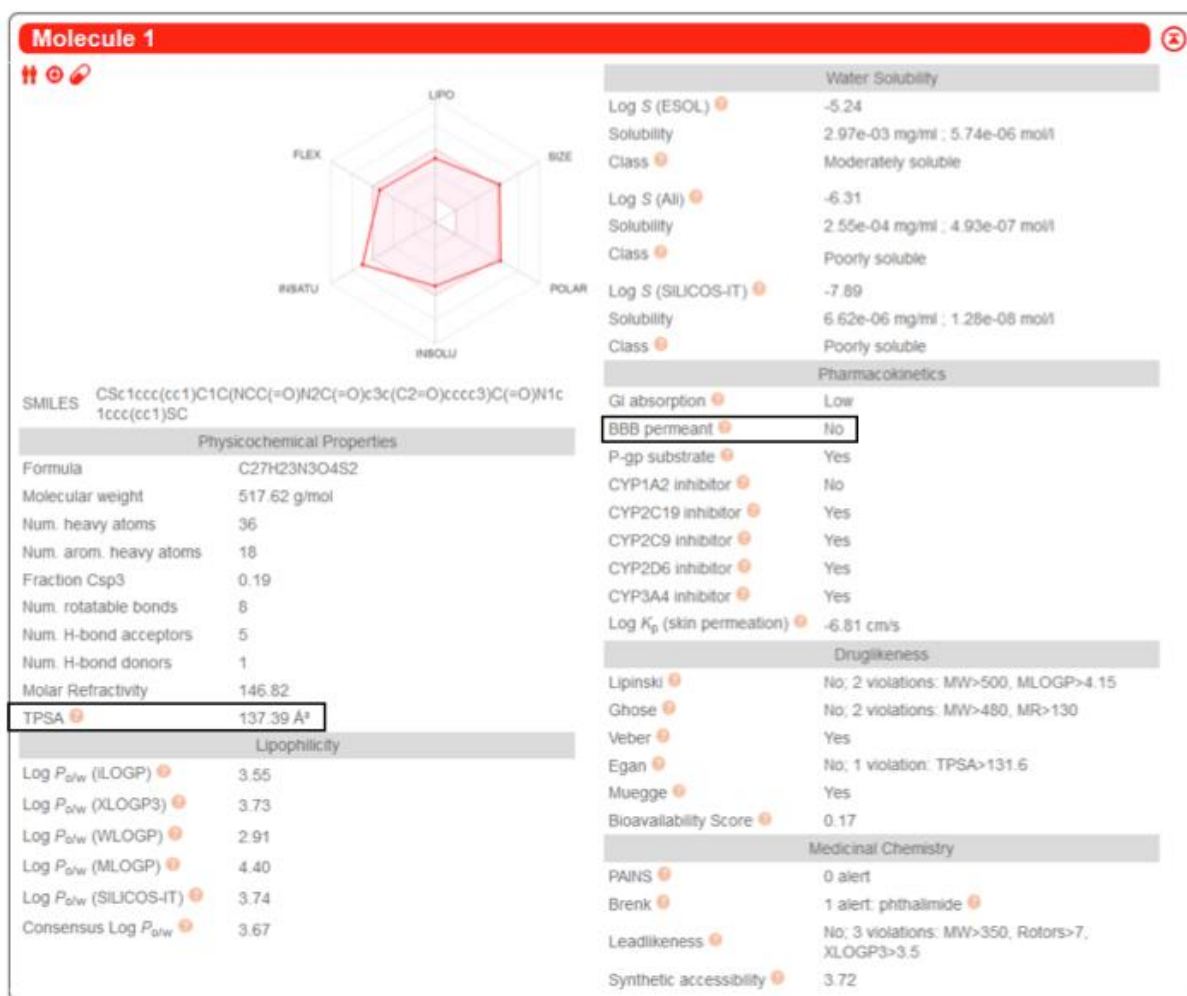 Molecule 1
LIPO
FLEX
SIZE
INSATU
POLAR
INSOLU
SMILES CSc1ccc(cc1)C1C(NCC(=O)N2C(=O)c3c(C2=O)cccc3)C(=O)N1c
1ccc(cc1)SC
Physicochemical Properties
Formula C27H23N3O4S2
Molecular weight 517.62 g/mol
Num. heavy atoms 36
Num. arom. heavy atoms 18
Fraction Csp3 0.19
Num. rotatable bonds 8
Num. H-bond acceptors 5
Num. H-bond donors 1
Molar Refractivity 146.82
TPSA ? 137.39 Å²
Lipophilicity
Log Po/w (iLOGP) ? 3.55
Log Po/w (XLOGP3) ? 3.73
Log Po/w (WLOGP) ? 2.91
Log Po/w (MLOGP) ? 4.40
Log Po/w (SILICOS-IT) ? 3.74
Consensus Log Po/w ? 3.67
Water Solubility
Log S (ESOL) ? -5.24
Solubility 2.97e-03 mg/ml ; 5.74e-06 mol/l
Class ? Moderately soluble
Log S (Ali) ? -6.31
Solubility 2.55e-04 mg/ml ; 4.93e-07 mol/l
Class ? Poorly soluble
Log S (SILICOS-IT) ? -7.89
Solubility 6.62e-06 mg/ml ; 1.28e-08 mol/l
Class ? Poorly soluble
Pharmacokinetics
GI absorption ? Low
BBB permeant ? No
P-gp substrate ? Yes
CYP1A2 inhibitor ? No
CYP2C19 inhibitor ? Yes
CYP2C9 inhibitor ? Yes
CYP2D6 inhibitor ? Yes
CYP3A4 inhibitor ? Yes
Log Kp (skin permeation) ? -6.81 cm/s
Druglikeness
Lipinski ? No; 2 violations: MW>500, MLOGP>4.15
Ghose ? No; 2 violations: MW>480, MR>130
Veber ? Yes
Egan ? No; 1 violation: TPSA>131.6
Muegge ? Yes
Bioavailability Score ? 0.17
Medicinal Chemistry
PAINS ? 0 alert
Brenk ? 1 alert: phthalimide ?
Leadlikeness ? No; 3 violations: MW>350, Rotors>7,
XLOGP3>3.5
Synthetic accessibility ? 3.72